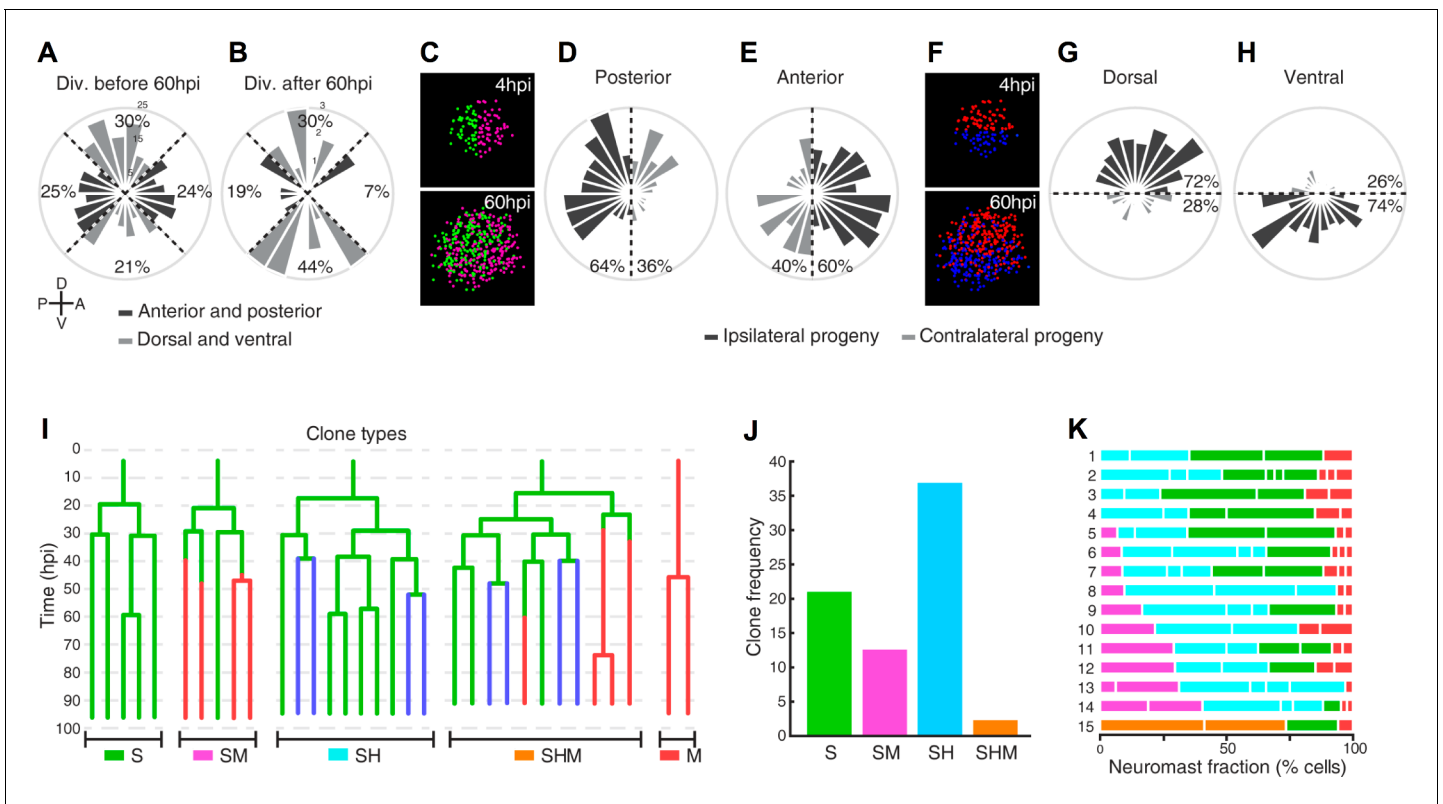 A
B
C
D
E
F
G
H
Div. before 60hpi
Div. after 60hpi
Posterior
Anterior
Dorsal
Ventral
25
30%
15
5
25%
24%
21%
3
30%
2
1
19%
7%
44%
4hpi
60hpi
64% 36%
40% 60%
4hpi
60hpi
72%
28%
26%
74%
D
P A
V
Anterior and posterior
Dorsal and ventral
Ipsilateral progeny
Contralateral progeny
I
Clone types
Time (hpi)
0
10
20
30
40
50
60
70
80
90
100
S
SM
SH
SHM
M
J
Clone frequency
40
35
30
25
20
15
10
5
0
S SM SH SHM
K
1
2
3
4
5
6
7
8
9
10
11
12
13
14
15
0 50 100
Neuromast fraction (% cells)